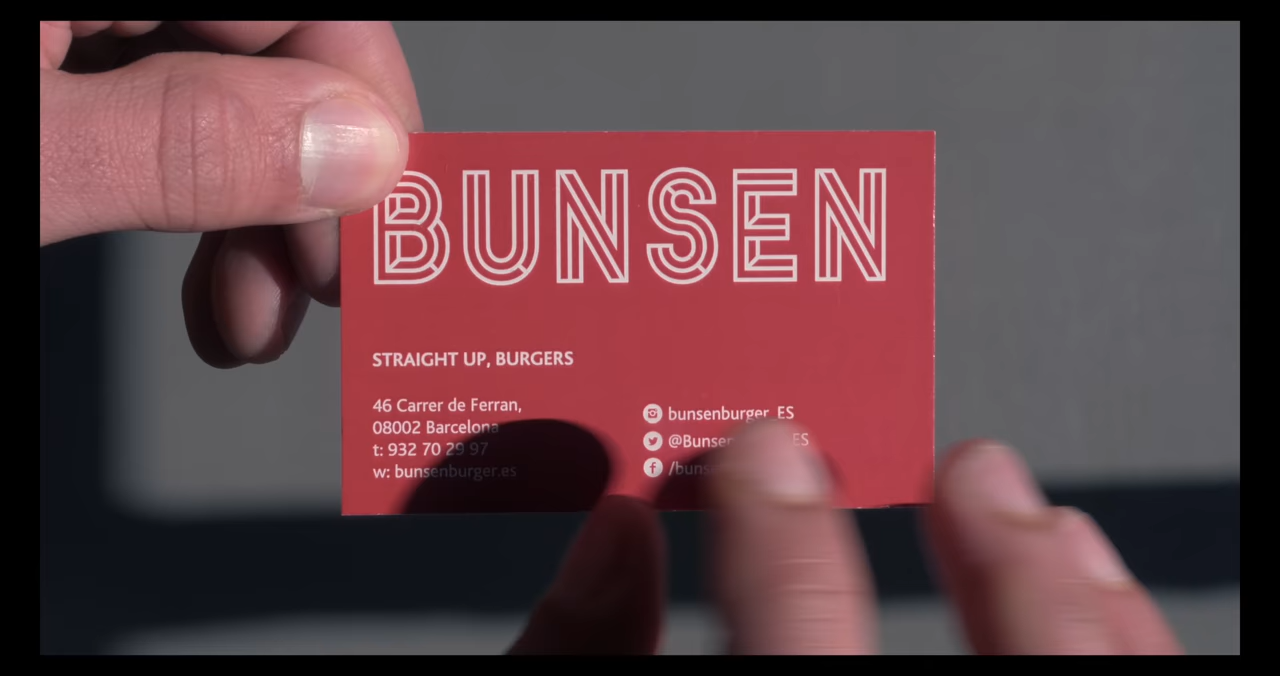 BUNSEN
STRAIGHT UP, BURGERS
46 Carrer de Ferran,
08002 Barcelona
t: 932 70 29 97
w: bunsenburger.es
bunsenburger_ES